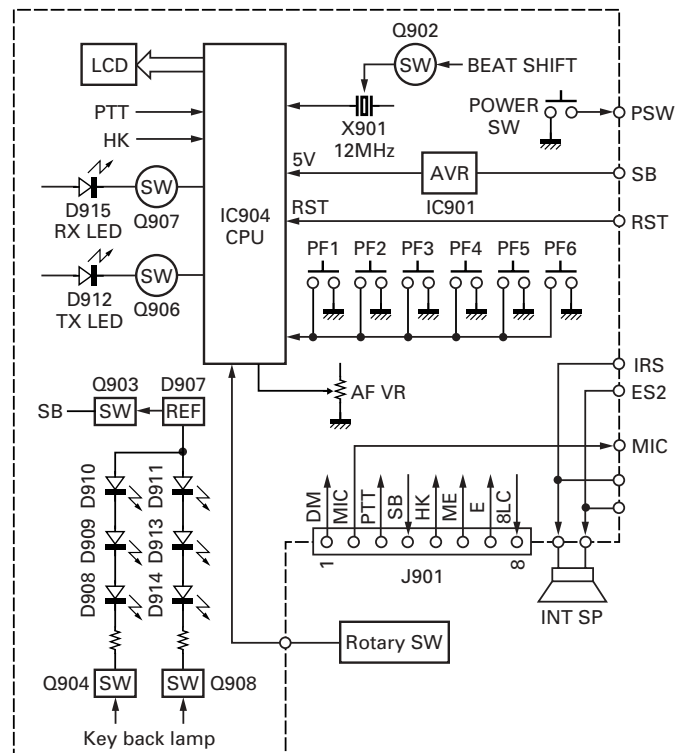 Q902
LCD
SW
BEAT SHIFT
PTT
POWER
SW
PSW
HK
X901
12MHz
5V
AVR
SB
SW
D915
RX LED
Q907
IC904
CPU
IC901
RST
RST
PF1
PF2
PF3
PF4
PF5
PF6
SW
D912
TX LED
Q906
IRS
Q903
D907
AF VR
ES2
SB
SW
REF
MIC
D910
D911
DM
MIC
PTT
SB
HK
ME
E
8LC
D909
D913
1
8
J901
D908
D914
INT SP
Rotary SW
Q904
SW
SW
Q908
Key back lamp